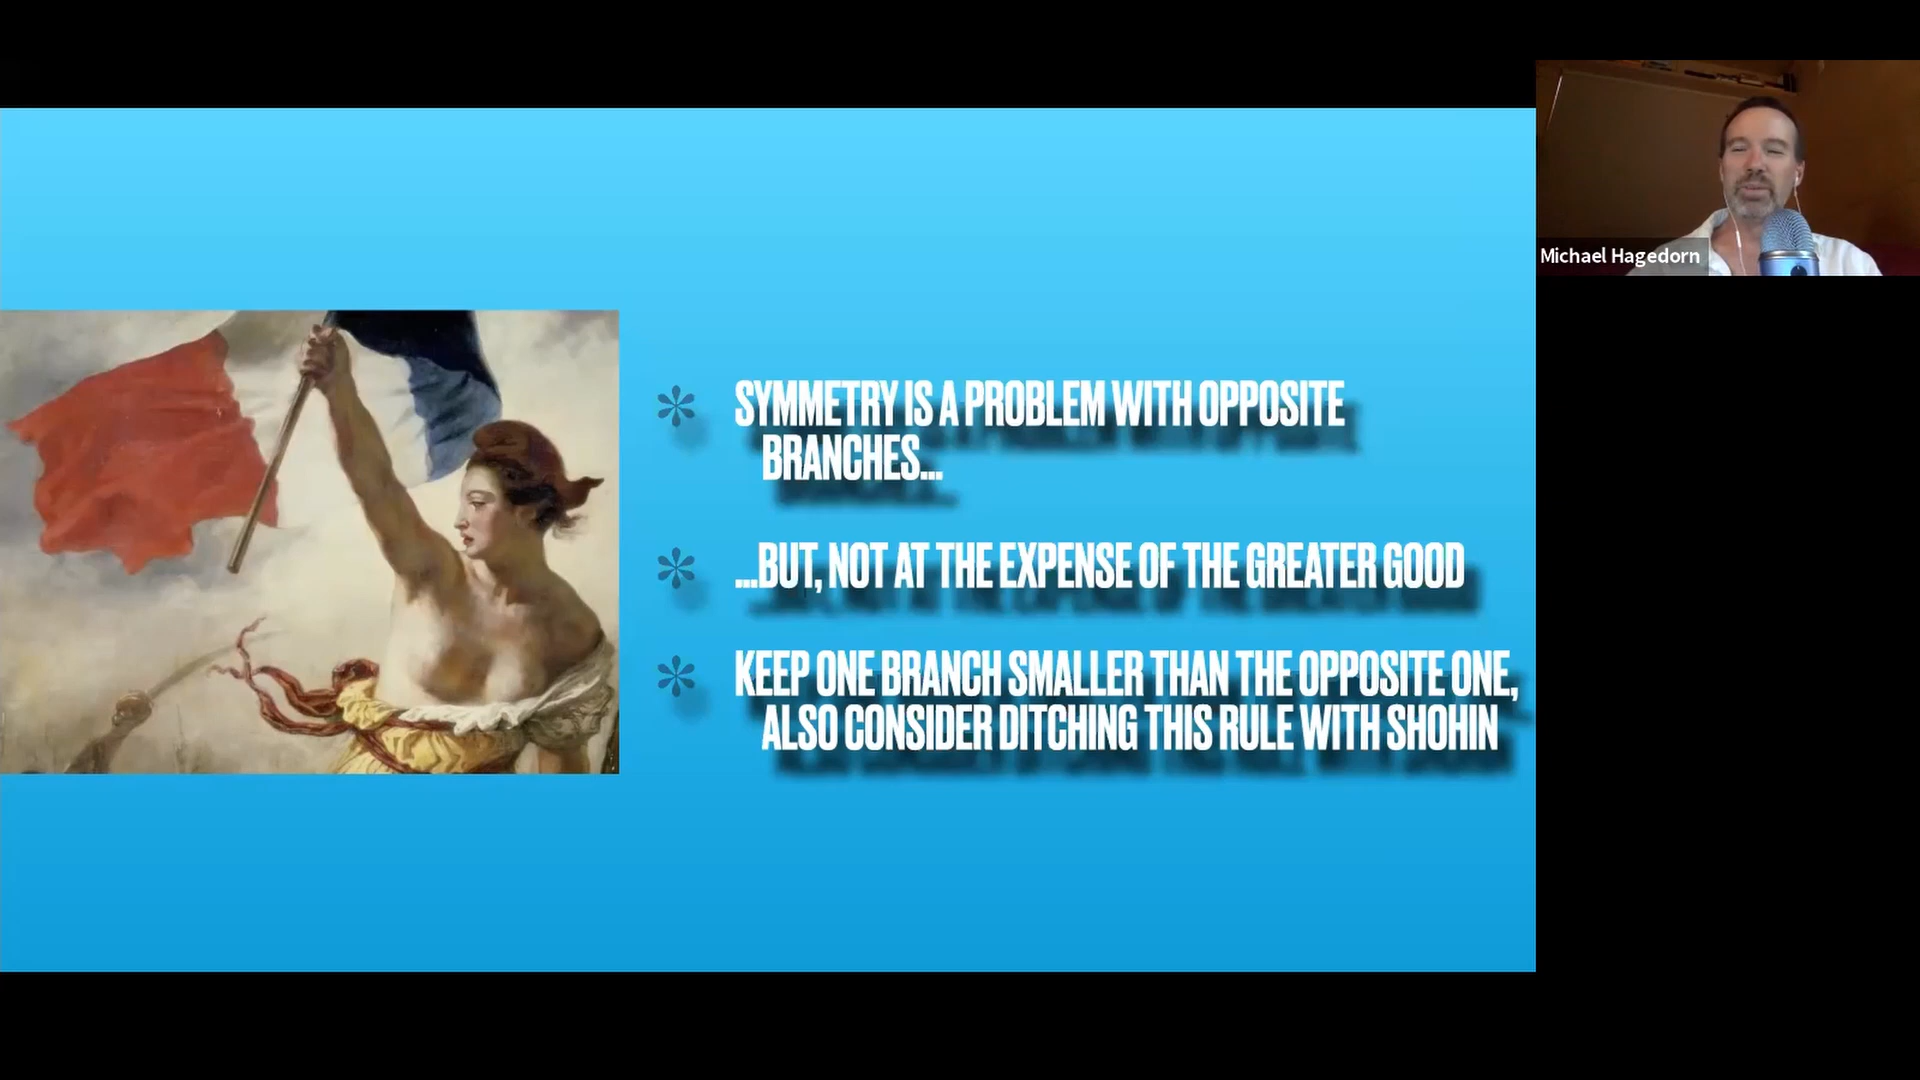 SYMMETRY IS A PROBLEM WITH OPPOSITE
BRANCHES...
...BUT, NOT AT THE EXPENSE OF THE GREATER GOOD
KEEP ONE BRANCH SMALLER THAN THE OPPOSITE ONE,
ALSO CONSIDER DITCHING THIS RULE WITH SHOHIN
Michael Hagedorn